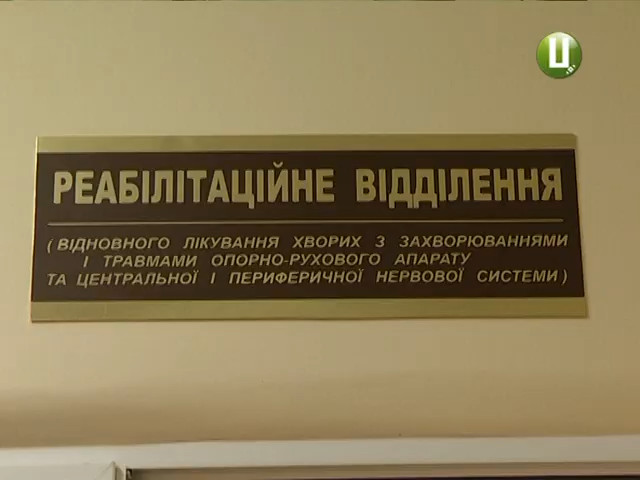 Ц
РЕАБІЛІТАЦІЙНЕ ВІДДІЛЕННЯ
( ВІДНОВНОГО ЛІКУВАННЯ ХВОРИХ З ЗАХВОРЮВАННЯМИ
І ТРАВМАМИ ОПОРНО-РУХОВОГО АПАРАТУ
ТА ЦЕНТРАЛЬНОЇ І ПЕРИФЕРИЧНОЇ НЕРВОВОЇ СИСТЕМИ )